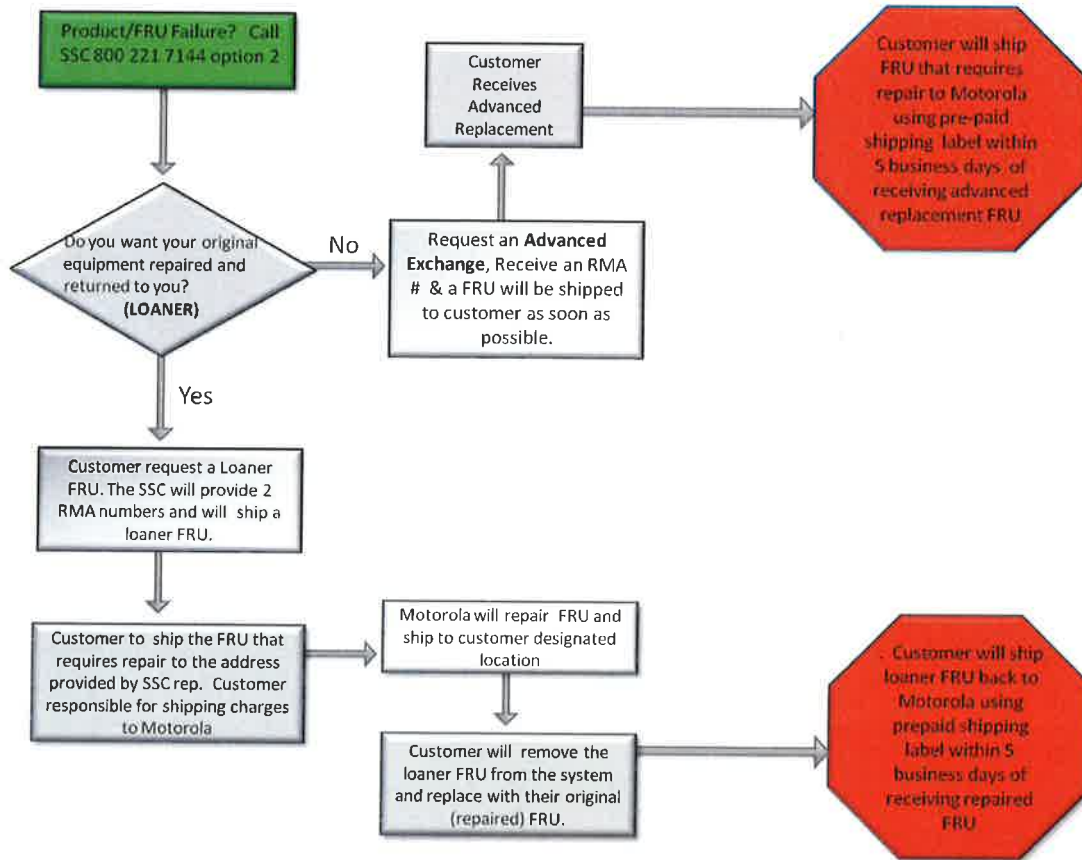 Product/FRU Failure? Call
SSC 800 221 7144 option 2
Customer
Receives
Advanced
Replacement
Customer will ship
FRU that requires
repair to Motorola
using pre-paid
shipping label within
5 business days of
receiving advanced
replacement FRU
Do you want your original
equipment repaired and
returned to you?
(LOANER)
No
Request an Advanced
Exchange, Receive an RMA
# & a FRU will be shipped
to customer as soon as
possible.
Yes
Customer request a Loaner
FRU. The SSC will provide 2
RMA numbers and will ship a
loaner FRU.
Customer to ship the FRU that
requires repair to the address
provided by SSC rep. Customer
responsible for shipping charges
to Motorola
Motorola will repair FRU and
ship to customer designated
location
Customer will remove the
loaner FRU from the system
and replace with their original
(repaired) FRU.
. Customer will ship
loaner FRU back to
Motorola using
prepaid shipping
label within 5
business days of
receiving repaired
FRU